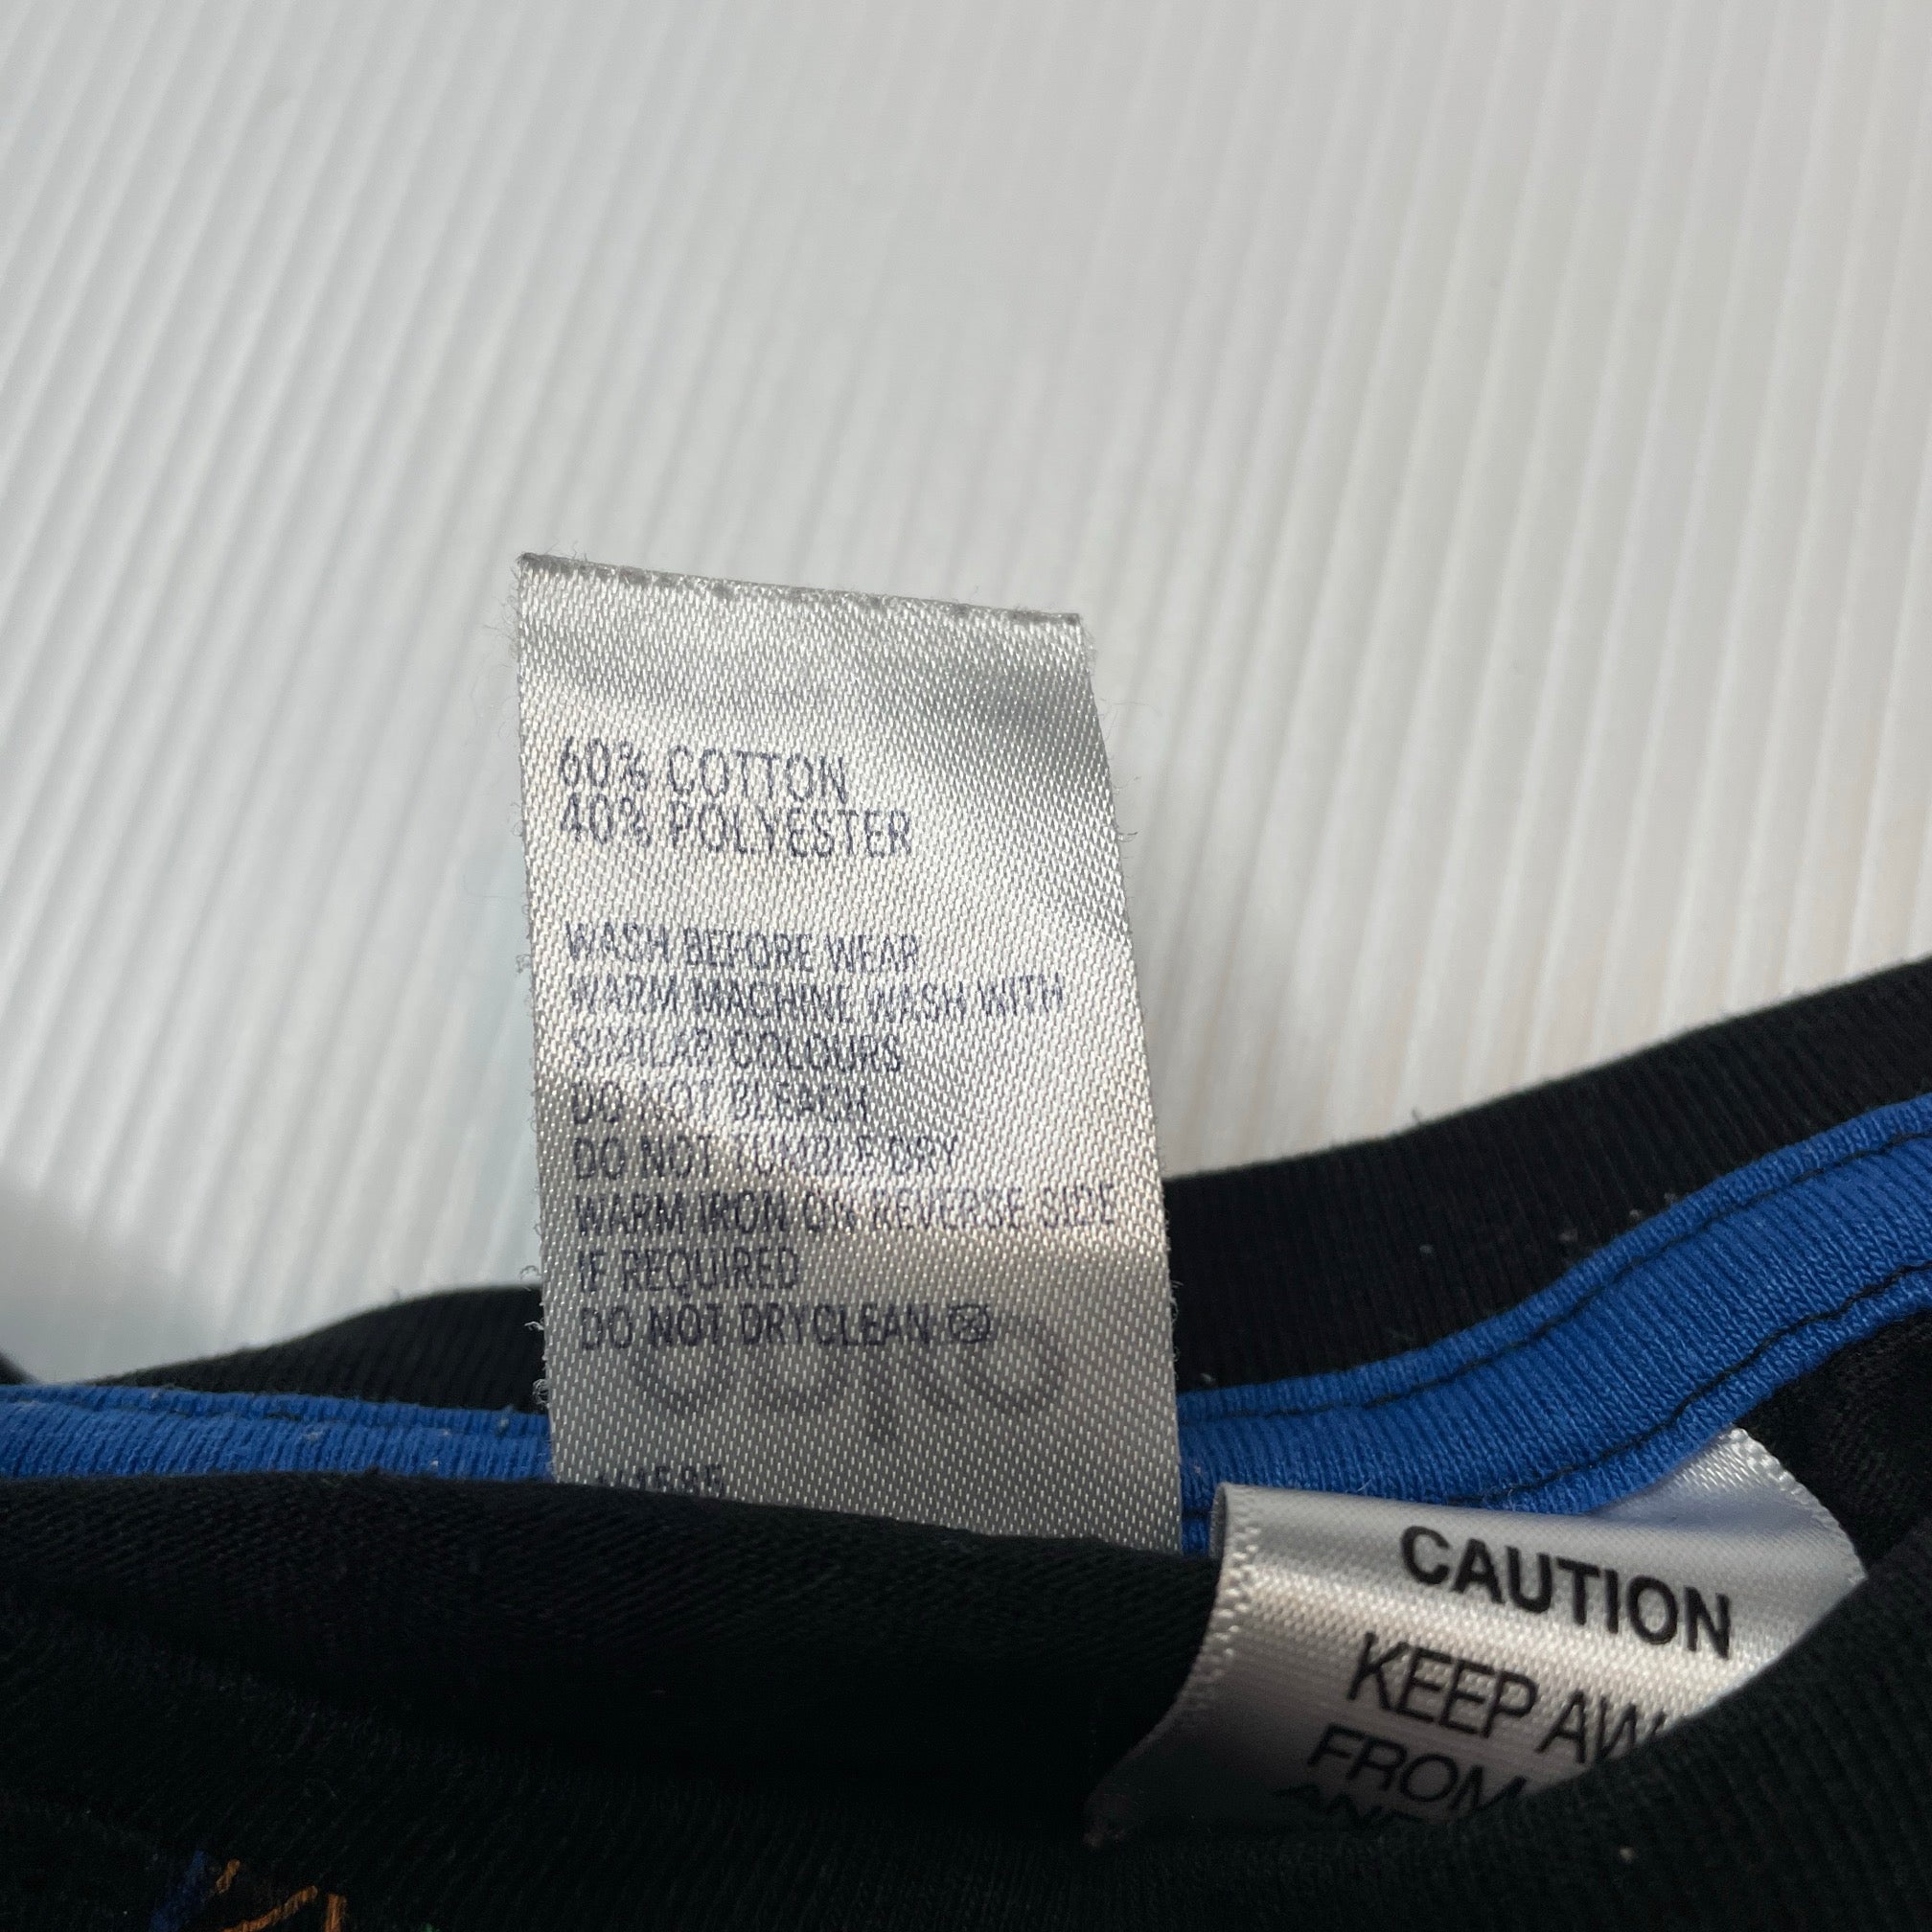 60% COTTON
40% POLYESTER
WASH BEFORE WEAR
WARM MACHINE WASH WITH
SIMILAR COLOURS
DO NOT BLEACH
DO NOT TUMBLE DRY
WARM IRON ON REVERSE SIDE
IF REQUIRED
DO NOT DRYCLEAN
CAUTION
KEEP AW
FROM